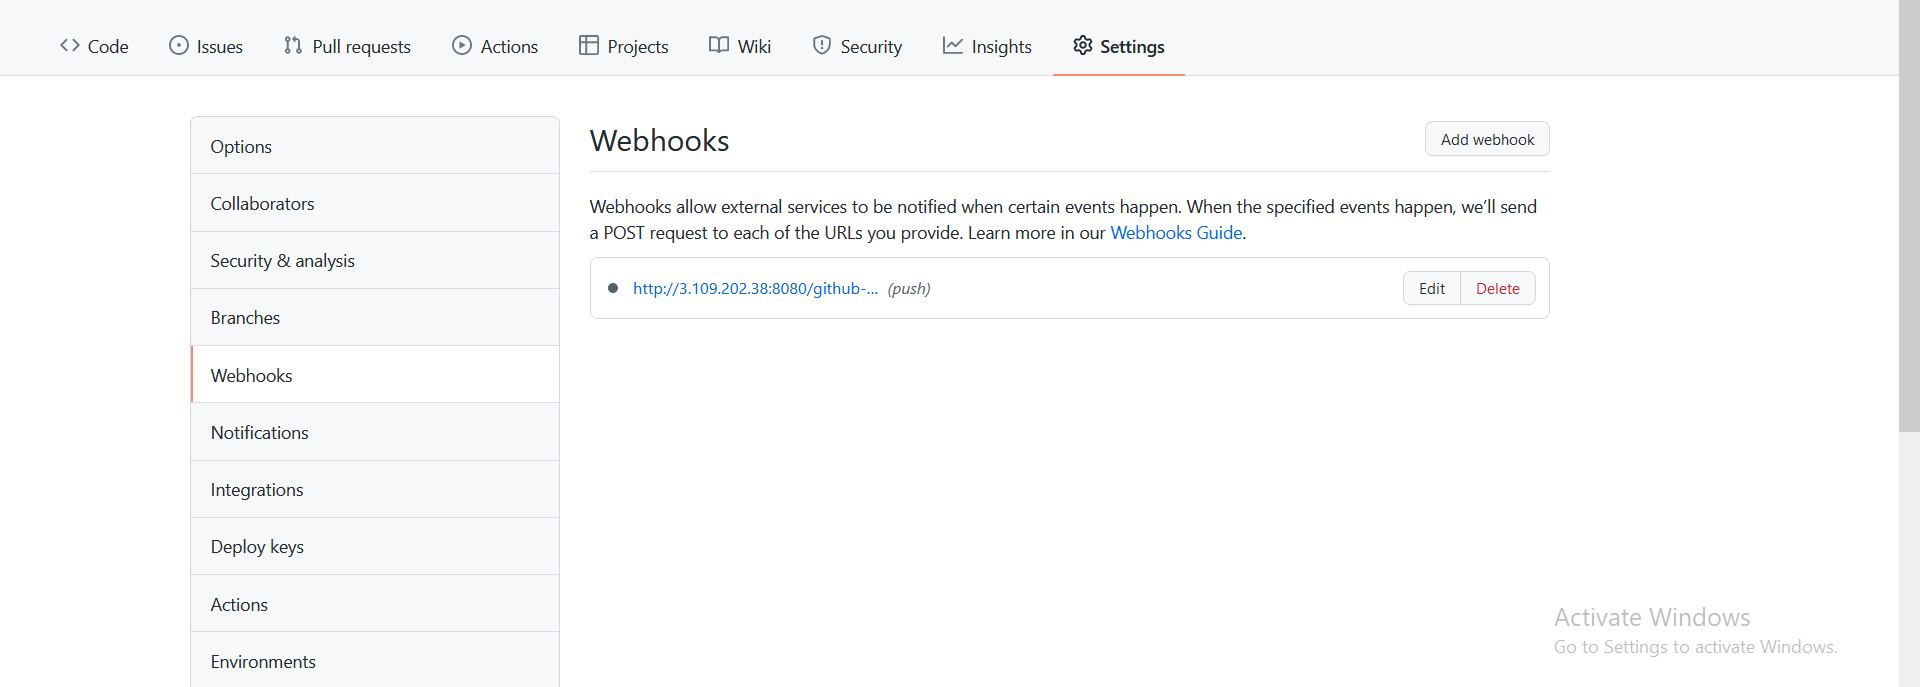 Code Issues Pull requests Actions Projects Wiki Security Insights Settings
Options
Collaborators
Security & analysis
Branches
Webhooks
Notifications
Integrations
Deploy keys
Actions
Environments
Webhooks
Add webhook
Webhooks allow external services to be notified when certain events happen. When the specified events happen, we’ll send
a POST request to each of the URLs you provide. Learn more in our Webhooks Guide.
http://3.109.202.38:8080/github-... (push)
Edit Delete
Activate Windows
Go to Settings to activate Windows.